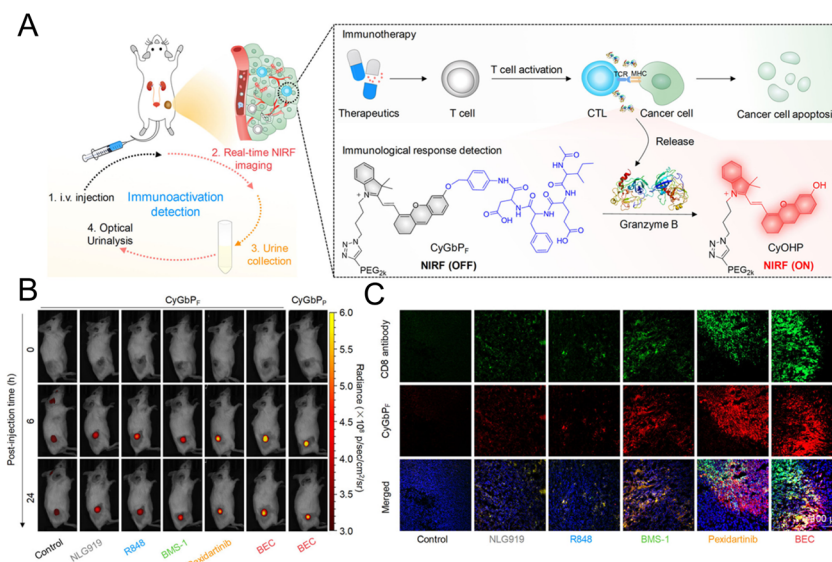 A
Immunotherapy
T cell activation
TCR
MHC
Therapeutics
T cell
CTL
Cancer cell
Cancer cell apoptosis
2. Real-time NIRF
imaging
Immunological response detection
Release
1. i.v. injection
Immunoactivation
detection
4. Optical
Urinalysis
3. Urine
collection
N+
O
O
NH
HN
OH
CyGbPF
NIRF (OFF)
PEG2k
Granzyme B
OH
CyOHP
NIRF (ON)
PEG2k
B
CyGbPF
CyGbPP
Post-injection time (h)
0
6
24
6.0
5.5
5.0
4.5
4.0
3.5
3.0
Radiance (×10⁸ p/sec/cm²/sr)
Control
NLG919
R848
BMS-1
Pexidartinib
BEC
BEC
C
CD8 antibody
CyGbPF
Merged
100 μ
Control
NLG919
R848
BMS-1
Pexidartinib
BEC